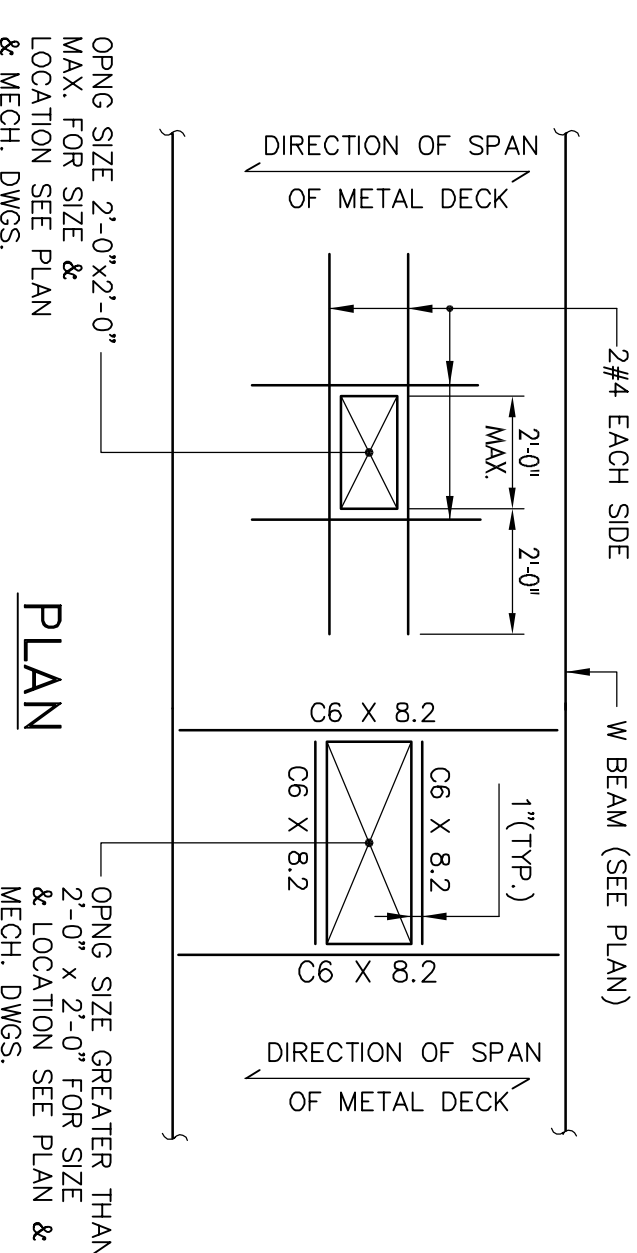 2#4 EACH SIDE
W BEAM (SEE PLAN)
DIRECTION OF SPAN
OF METAL DECK
2'-0"
MAX.
2'-0"
1"(TYP.)
C6 X 8.2
C6 X 8.2
C6 X 8.2
C6 X 8.2
DIRECTION OF SPAN
OF METAL DECK
OPNG SIZE 2'-0"x2'-0"
MAX. FOR SIZE &
LOCATION SEE PLAN
& MECH. DWGS.
OPNG SIZE GREATER THAN
2'-0" x 2'-0" FOR SIZE
& LOCATION SEE PLAN &
MECH. DWGS.
PLAN